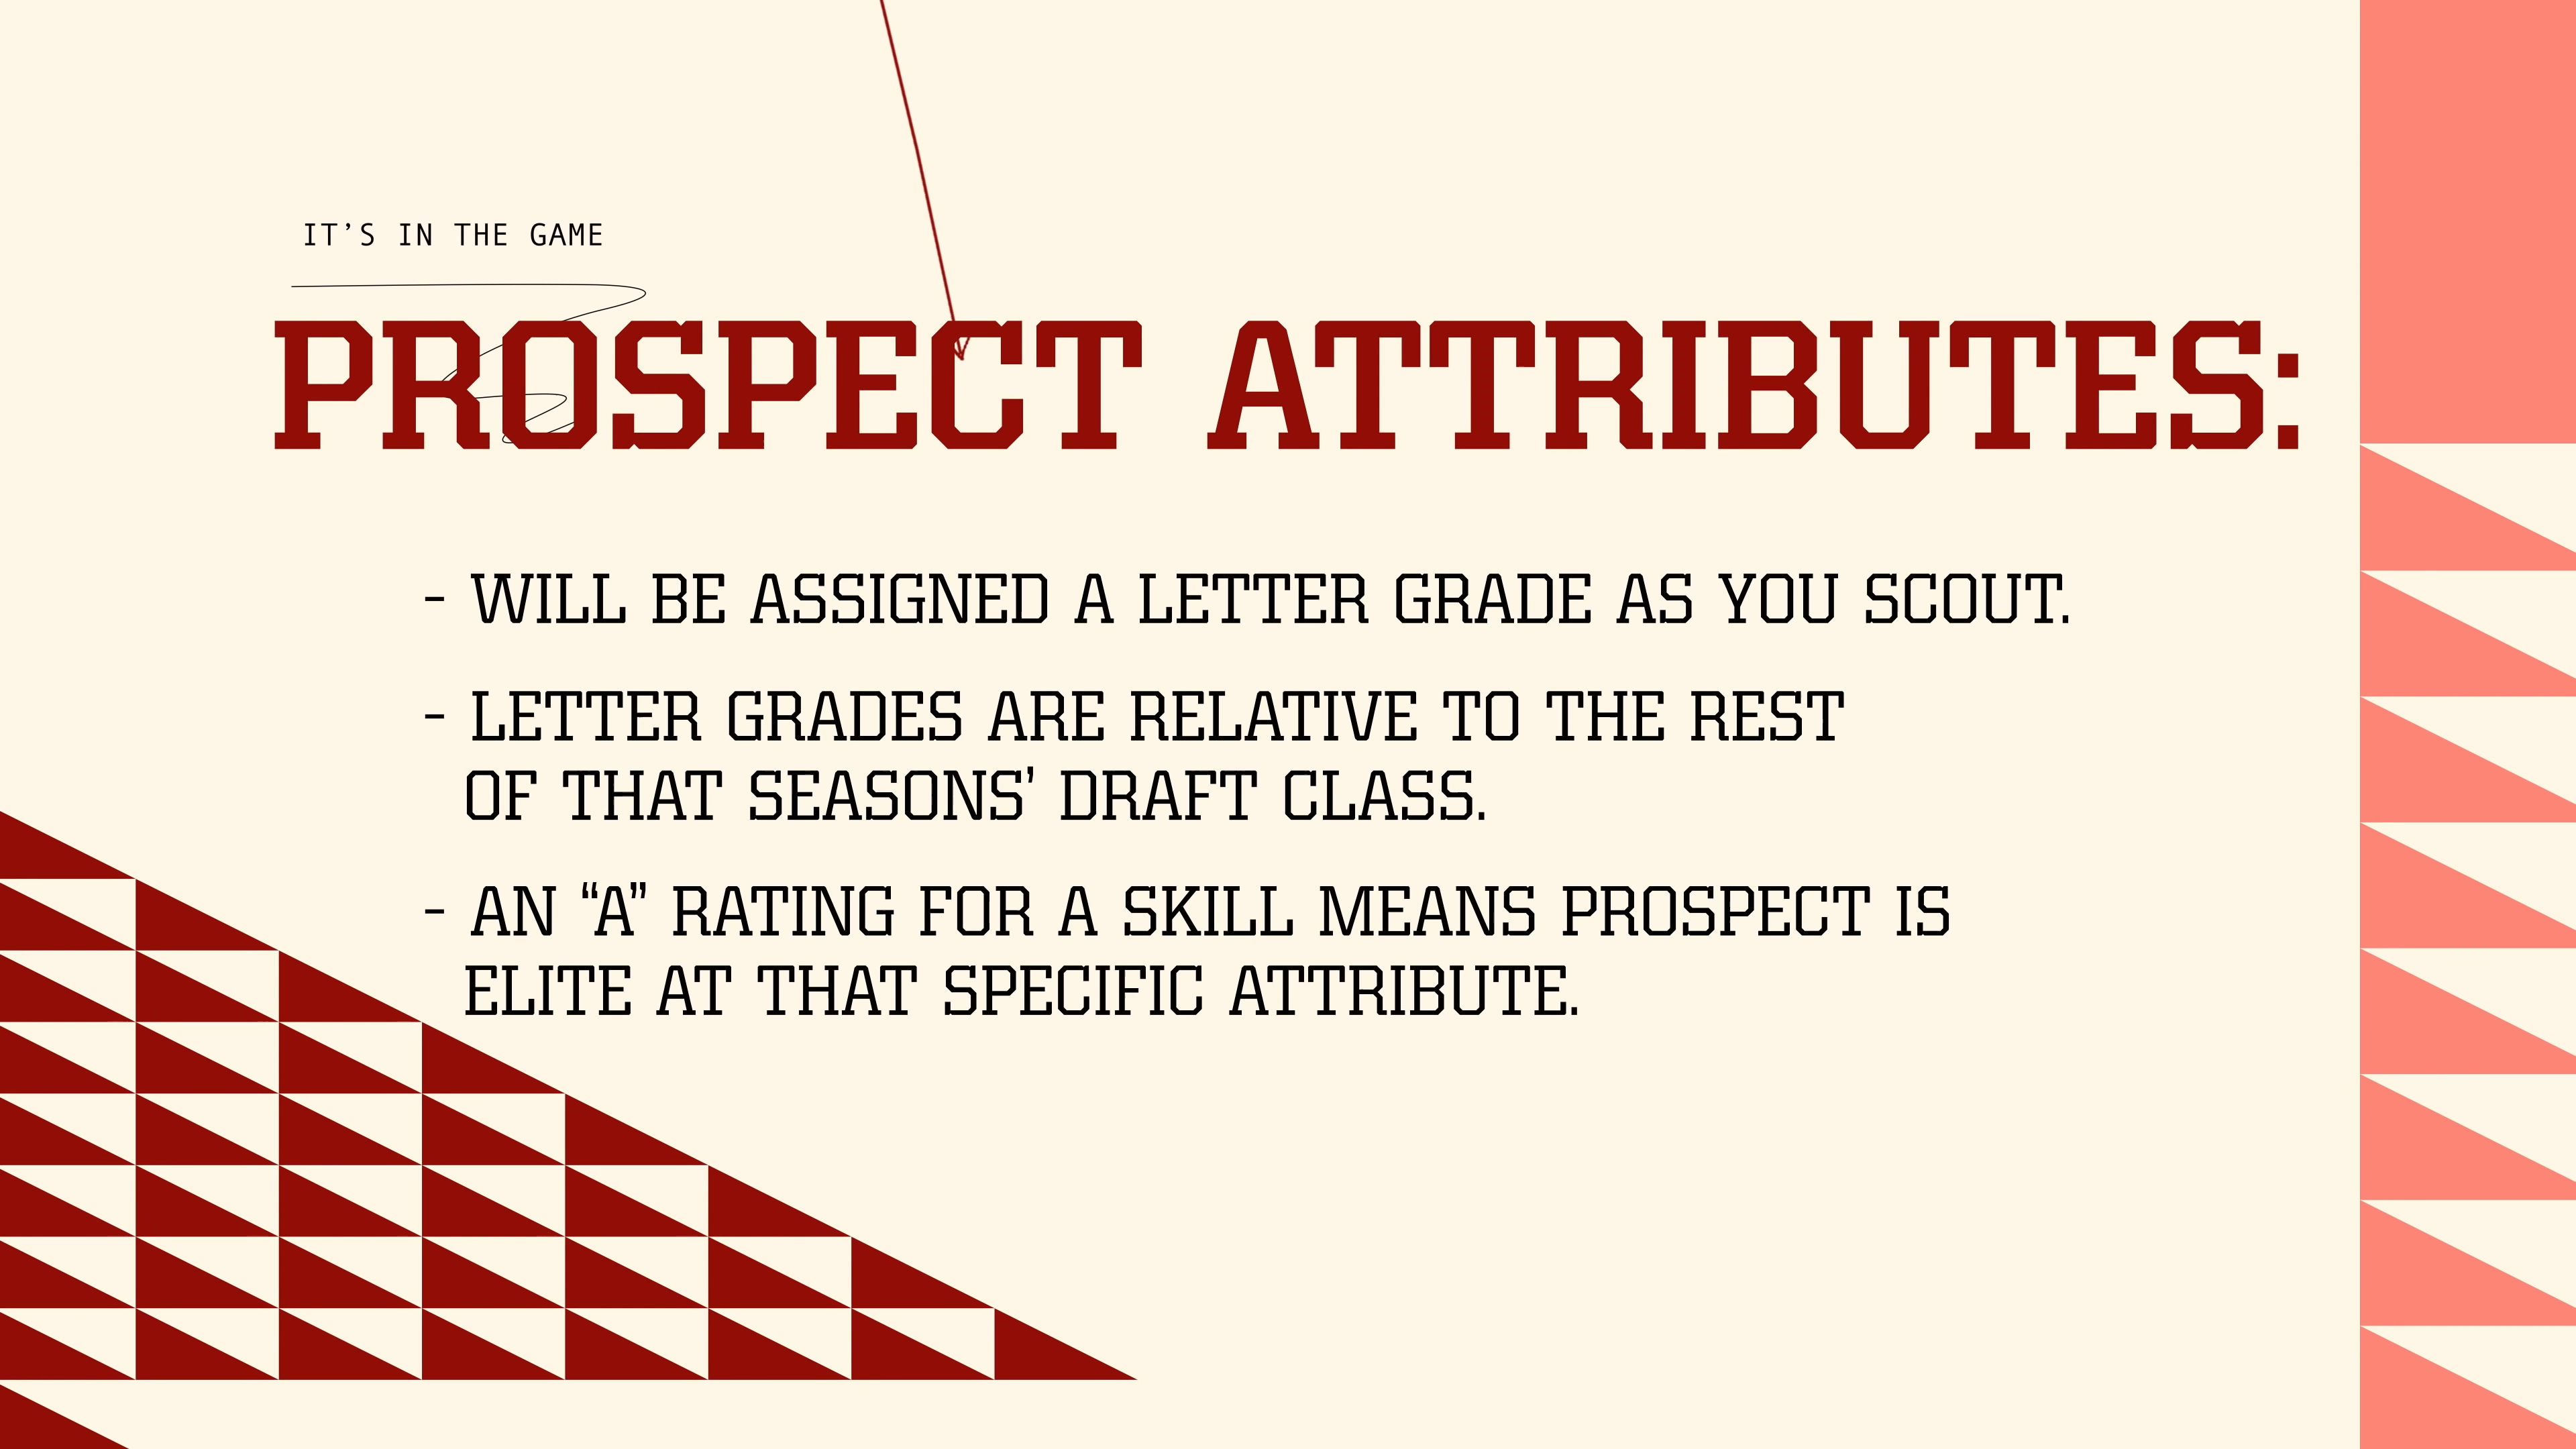 IT’S IN THE GAME
PROSPECT ATTRIBUTES:
- WILL BE ASSIGNED A LETTER GRADE AS YOU SCOUT.
- LETTER GRADES ARE RELATIVE TO THE REST
OF THAT SEASONS’ DRAFT CLASS.
- AN “A” RATING FOR A SKILL MEANS PROSPECT IS
ELITE AT THAT SPECIFIC ATTRIBUTE.